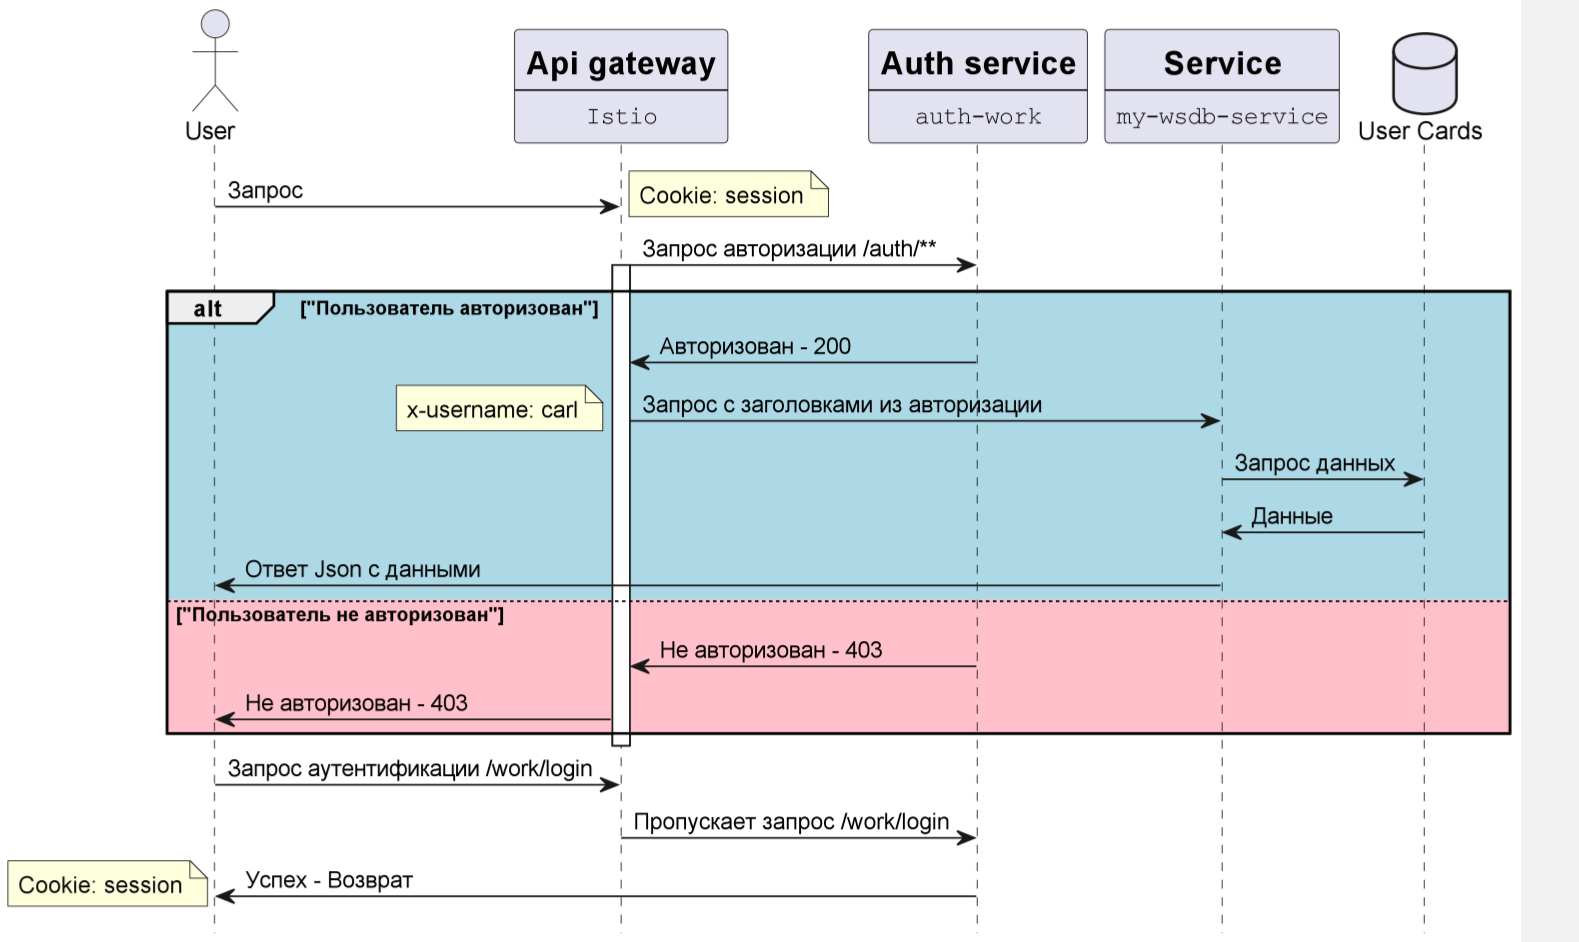 User
Api gateway
Istio
Auth service
auth-work
Service
my-wsdb-service
User Cards
Запрос
Cookie: session
Запрос авторизации /auth/**
alt
["Пользователь авторизован"]
Авторизован - 200
x-username: carl
Запрос с заголовками из авторизации
Запрос данных
Данные
Ответ Json с данными
["Пользователь не авторизован"]
Не авторизован - 403
Не авторизован - 403
Запрос аутентификации /work/login
Пропускает запрос /work/login
Cookie: session
Успех - Возврат